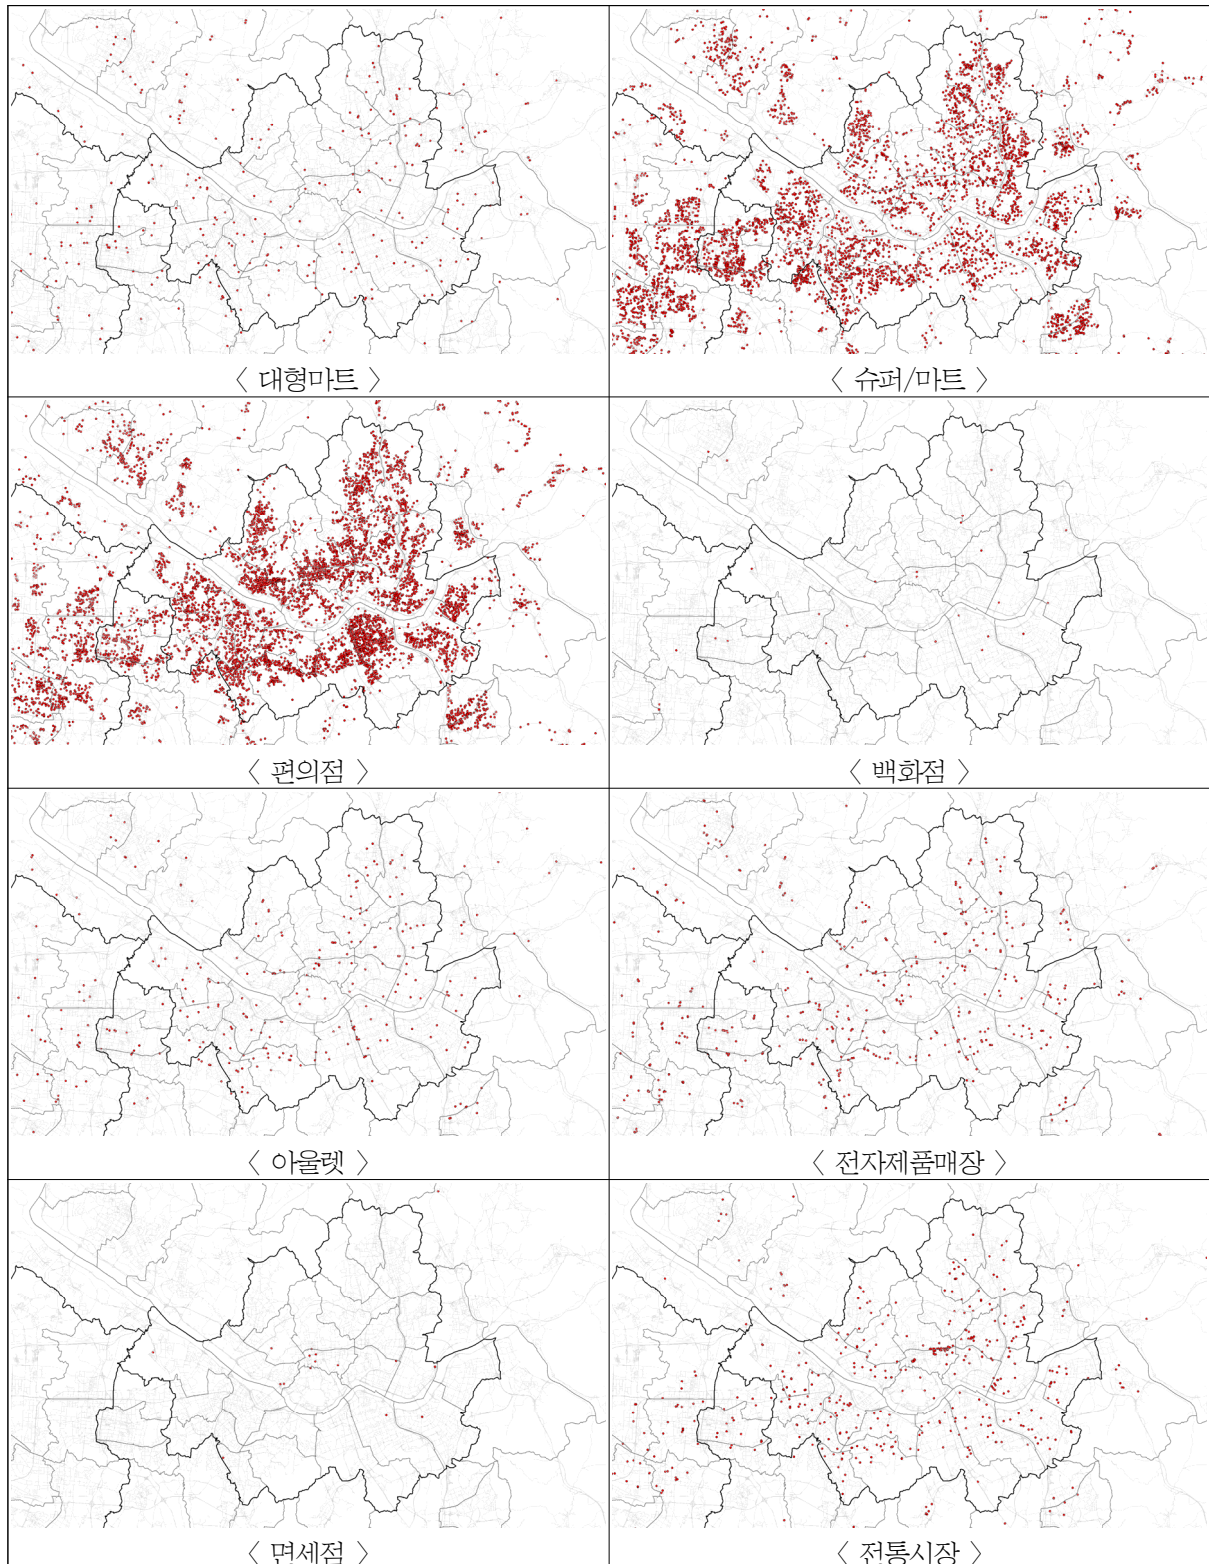 〈 대형마트 〉
〈 슈퍼/마트 〉
〈 편의점 〉
〈 백화점 〉
〈 아울렛 〉
〈 전자제품매장 〉
〈 면세점 〉
〈 전통시장 〉